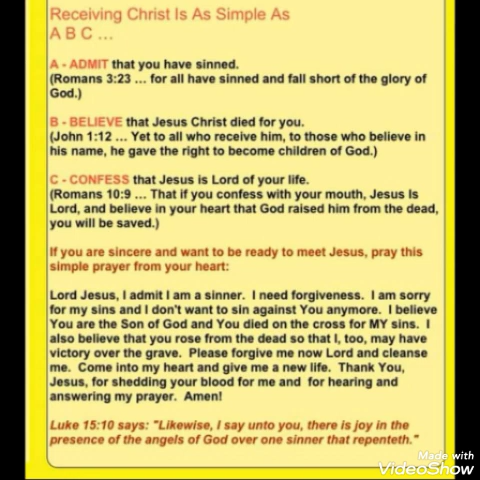 Receiving Christ Is As Simple As
A B C ...
A - ADMIT that you have sinned.
(Romans 3:23 ... for all have sinned and fall short of the glory of
God.)
B - BELIEVE that Jesus Christ died for you.
(John 1:12 ... Yet to all who receive him, to those who believe in
his name, he gave the right to become children of God.)
C - CONFESS that Jesus is Lord of your life.
(Romans 10:9 ... That if you confess with your mouth, Jesus Is
Lord, and believe in your heart that God raised him from the dead,
you will be saved.)
If you are sincere and want to be ready to meet Jesus, pray this
simple prayer from your heart:
Lord Jesus, I admit I am a sinner.  I need forgiveness.  I am sorry
for my sins and I don't want to sin against You anymore.  I believe
You are the Son of God and You died on the cross for MY sins.  I
also believe that You rose from the dead so that I, too, may have
victory over the grave.  Please forgive me now Lord and cleanse
me.  Come into my heart and give me a new life.  Thank You,
Jesus, for shedding your blood for me and  for hearing and
answering my prayer.  Amen!
Luke 15:10 says: "Likewise, I say unto you, there is joy in the
presence of the angels of God over one sinner that repenteth."
Made with
VideoShow